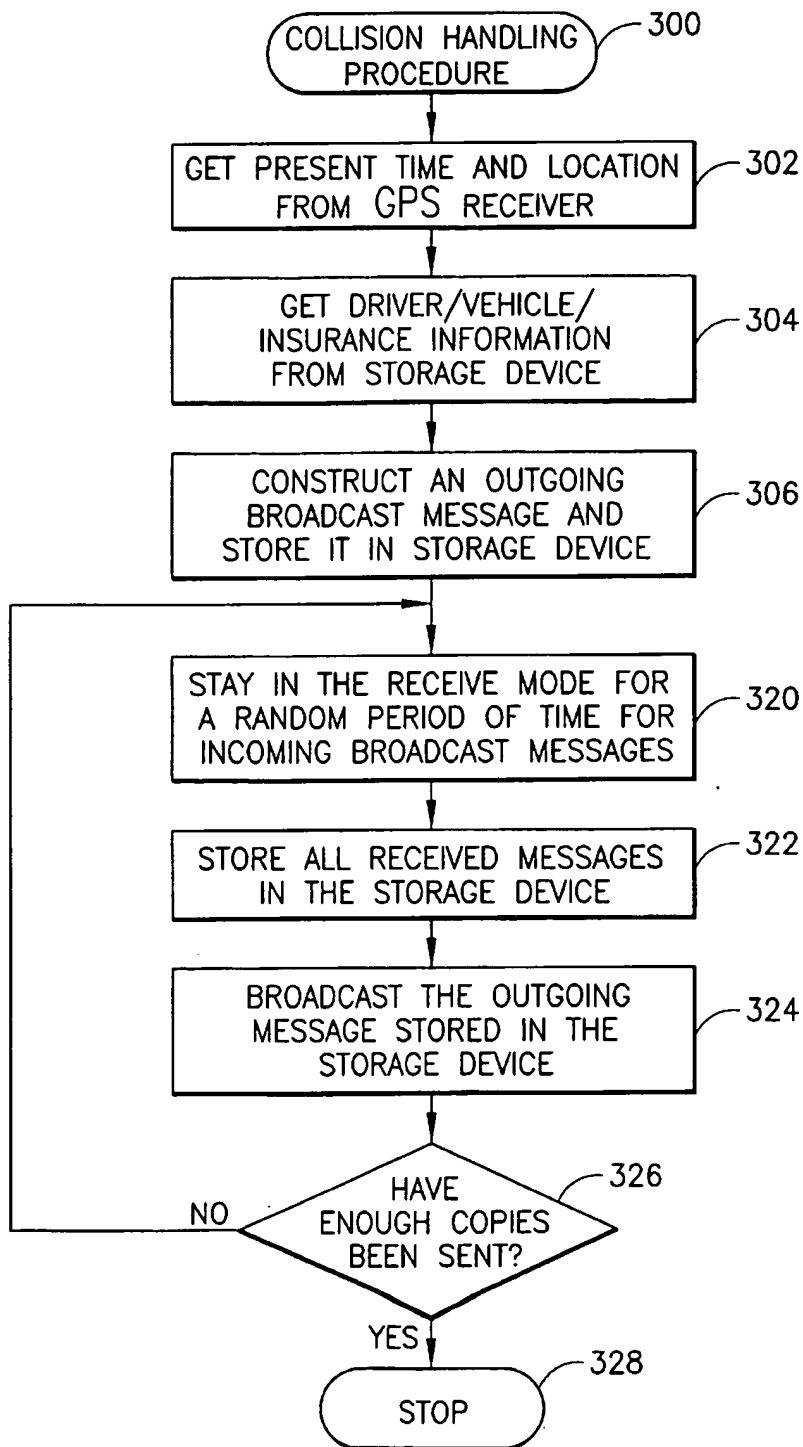 COLLISION HANDLING
PROCEDURE
300
GET PRESENT TIME AND LOCATION
FROM GPS RECEIVER
302
GET DRIVER/VEHICLE/
INSURANCE INFORMATION
FROM STORAGE DEVICE
304
CONSTRUCT AN OUTGOING
BROADCAST MESSAGE AND
STORE IT IN STORAGE DEVICE
306
STAY IN THE RECEIVE MODE FOR
A RANDOM PERIOD OF TIME FOR
INCOMING BROADCAST MESSAGES
320
STORE ALL RECEIVED MESSAGES
IN THE STORAGE DEVICE
322
BROADCAST THE OUTGOING
MESSAGE STORED IN THE
STORAGE DEVICE
324
HAVE
ENOUGH COPIES
BEEN SENT?
326
NO
YES
STOP
328